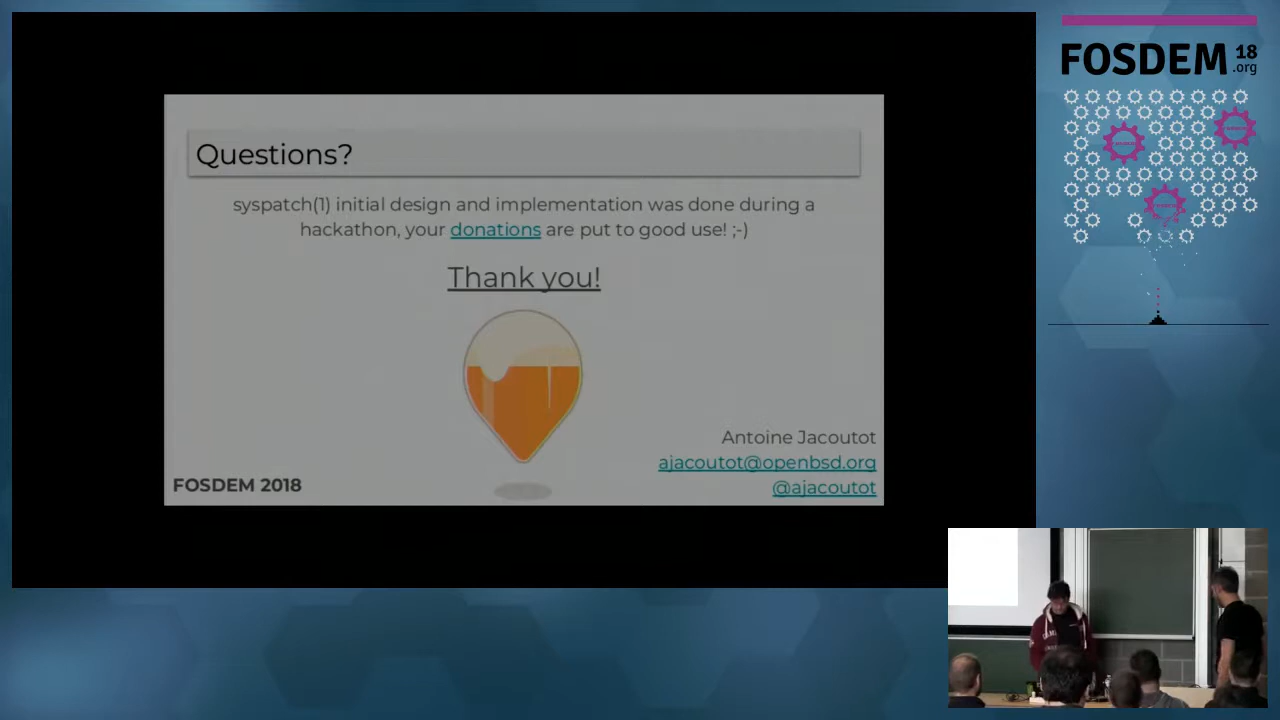 Questions?
syspatch(1) initial design and implementation was done during a
hackathon, your donations are put to good use! ;-)
Thank you!
Antoine Jacoutot
ajacoutot@openbsd.org
@ajacoutot
FOSDEM 2018
FOSDEM 18
.org